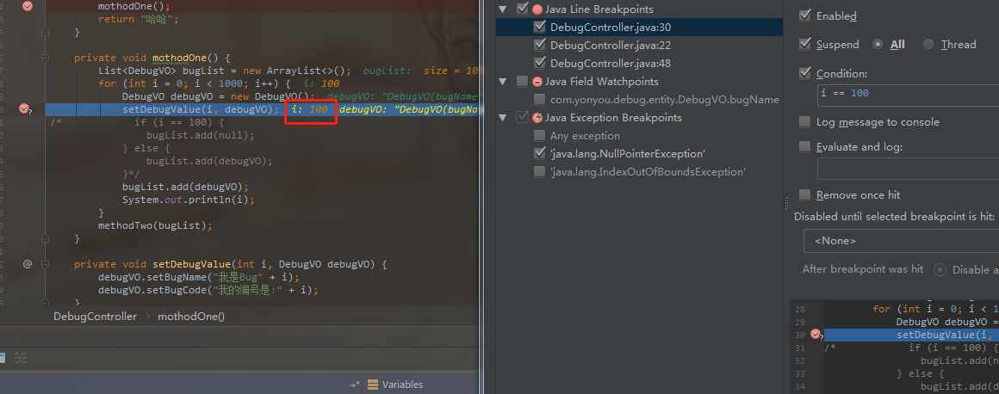 mothodOne();
return "哈哈";
}
private void mothodOne() {
List<DebugVO> bugList = new ArrayList<>(); bugList: size = 100
for (int i = 0; i < 1000; i++) { i: 100
DebugVO debugVO = new DebugVO(); debugVO: "DebugVO(bugName
setDebugValue(i, debugVO); i: 100 debugVO: "DebugVO(bugNa
/* if (i == 100) {
bugList.add(null);
} else {
bugList.add(debugVO);
}*/
bugList.add(debugVO);
System.out.println(i);
}
methodTwo(bugList);
}
@ private void setDebugValue(int i, DebugVO debugVO) {
debugVO.setBugName("我是Bug" + i);
debugVO.setBugCode("我的编号是:" + i);
}
DebugController › mothodOne()
Variables
Java Line Breakpoints
DebugController.java:30
DebugController.java:22
DebugController.java:48
Java Field Watchpoints
com.yonyou.debug.entity.DebugVO.bugName
Java Exception Breakpoints
Any exception
'java.lang.NullPointerException'
'java.lang.IndexOutOfBoundsException'
Enabled
Suspend All Thread
Condition:
i == 100
Log message to console
Evaluate and log:
Remove once hit
Disabled until selected breakpoint is hit:
<None>
After breakpoint was hit Disable a
28 for (int i = 0; i < 1
29 DebugVO debugVO =
30 setDebugValue(i,
31 /* if (i == 100) {
32 bugList.add(n
33 } else {
34 bugList.add(d